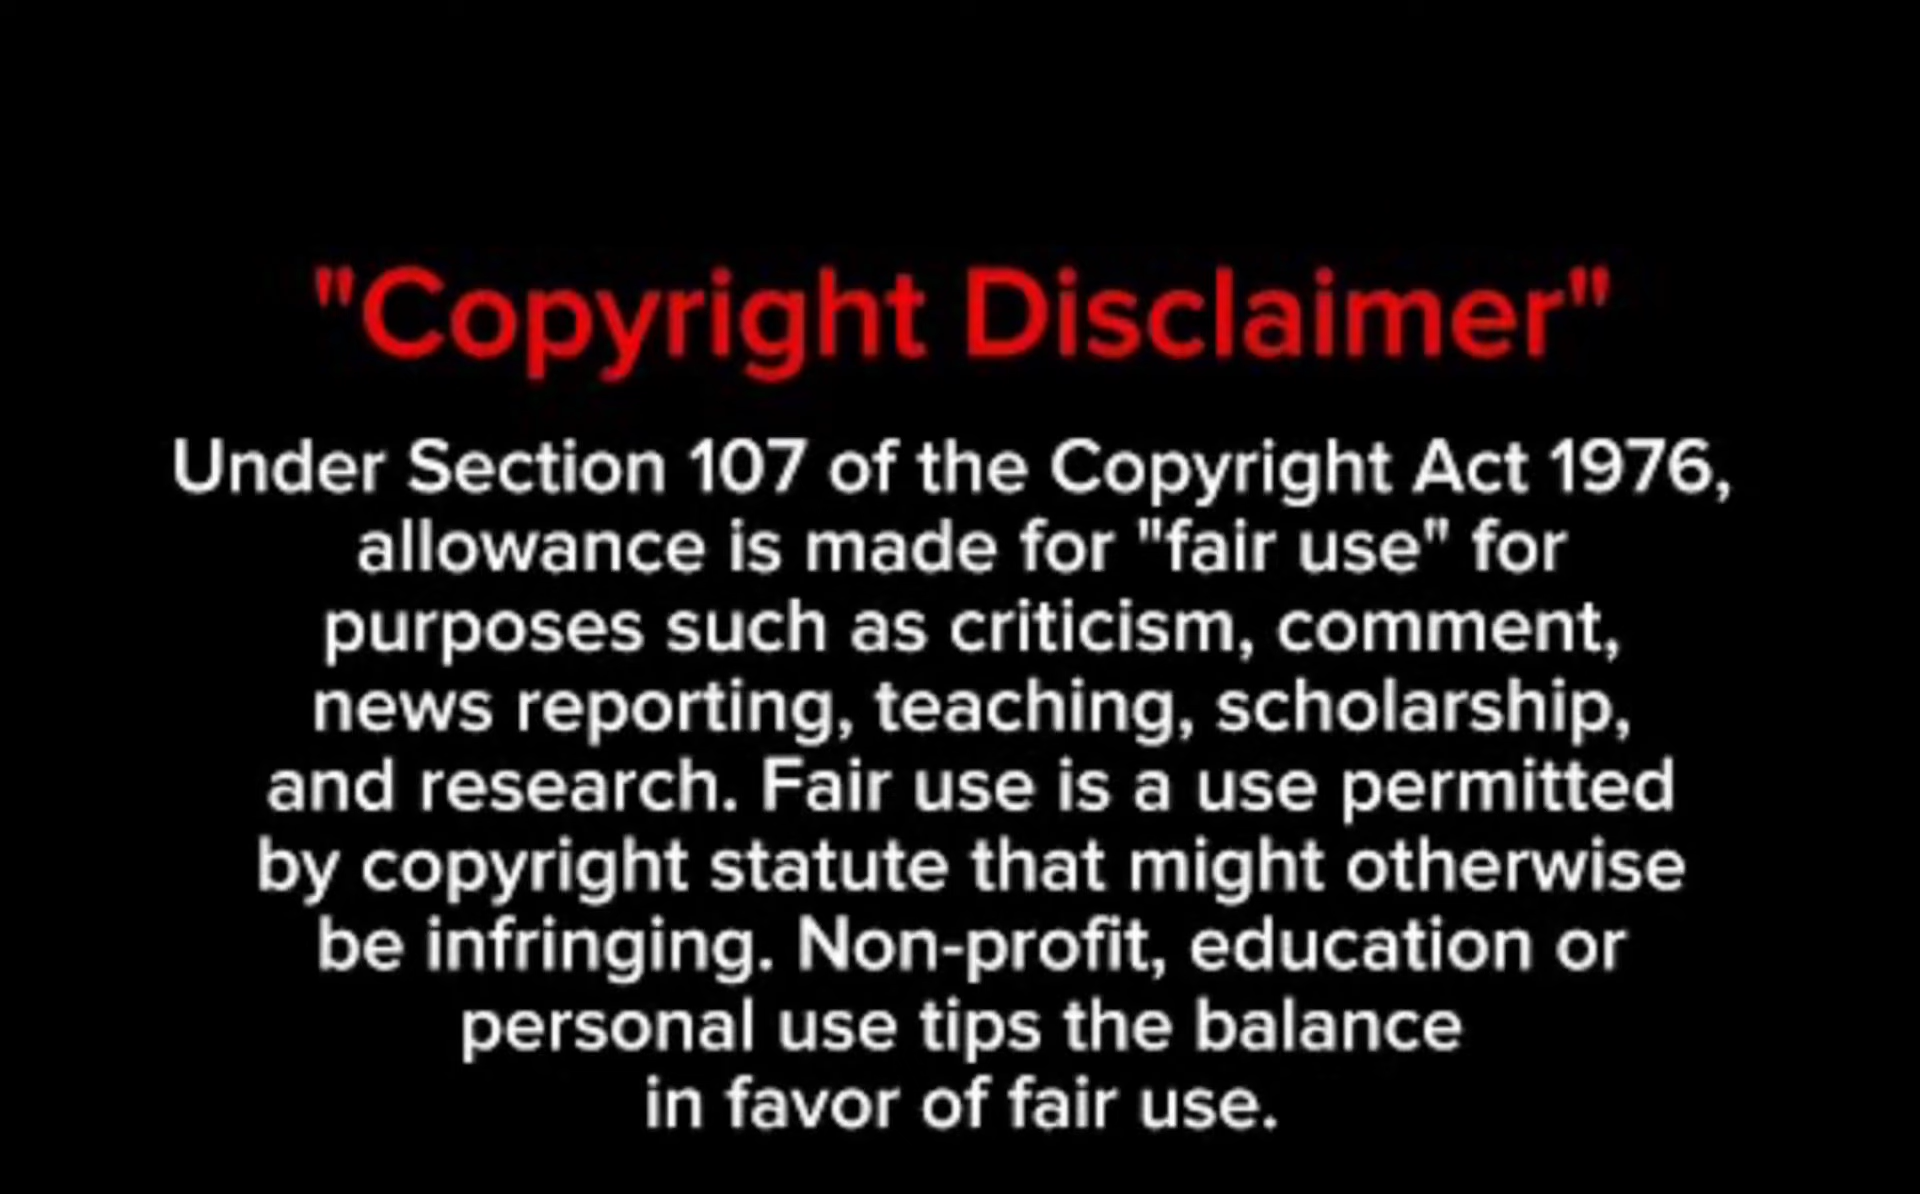 "Copyright Disclaimer"
Under Section 107 of the Copyright Act 1976,
allowance is made for "fair use" for
purposes such as criticism, comment,
news reporting, teaching, scholarship,
and research. Fair use is a use permitted
by copyright statute that might otherwise
be infringing. Non-profit, education or
personal use tips the balance
in favor of fair use.